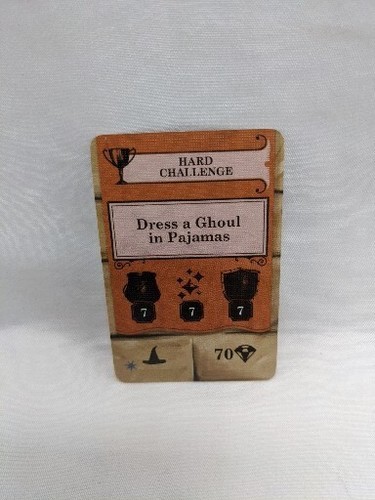 HARD
CHALLENGE
Dress a Ghoul
in Pajamas
7 7 7
70